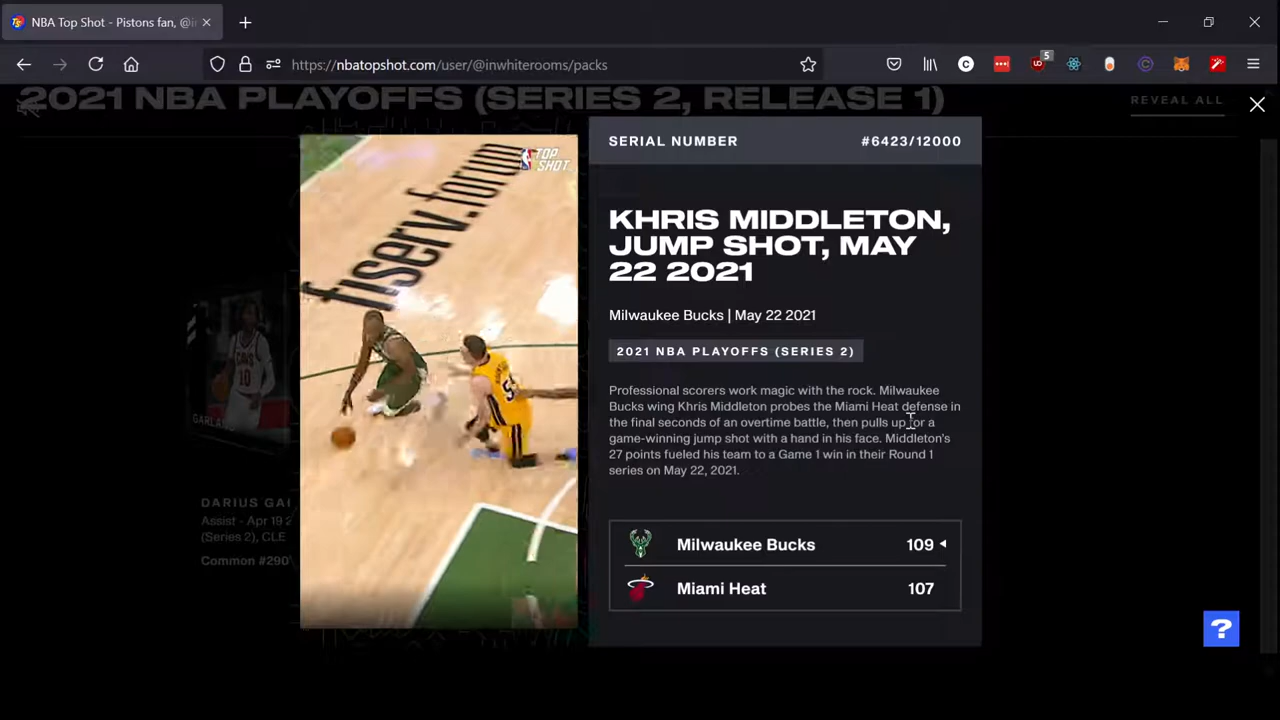 NBA Top Shot - Pistons fan, @i
https://nbatopshot.com/user/@inwhiterooms/packs
5
2021 NBA PLAYOFFS (SERIES 2, RELEASE 1)
REVEAL ALL
TOP SHOT
fiserv.forum
SERIAL NUMBER #6423/12000
KHRIS MIDDLETON,
JUMP SHOT, MAY
22 2021
Milwaukee Bucks | May 22 2021
2021 NBA PLAYOFFS (SERIES 2)
Professional scorers work magic with the rock. Milwaukee
Bucks wing Khris Middleton probes the Miami Heat defense in
the final seconds of an overtime battle, then pulls up for a
game-winning jump shot with a hand in his face. Middleton's
27 points fueled his team to a Game 1 win in their Round 1
series on May 22, 2021.
Milwaukee Bucks 109
Miami Heat 107
CAVS
10
GARLA
DARIUS GA
Assist - Apr 19 2
(Series 2), CLE
Common #290
?